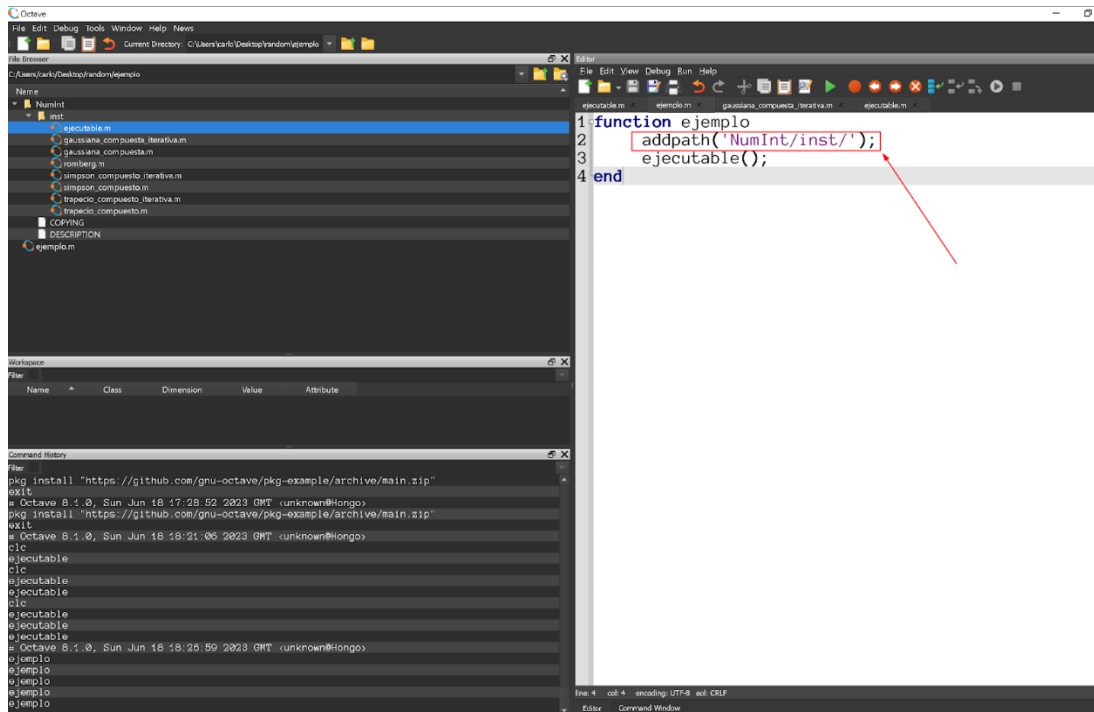 Octave
File Edit Debug Tools Window Help News
Current Directory: C:\Users\carlo\Desktop\random\ejemplo
File Browser
C:/Users/carlo/Desktop/random/ejemplo
Name
NumInt
inst
ejecutable.m
gaussiana_compuesta_iterativa.m
gaussiana_compuesta.m
romberg.m
simpson_compuesto_iterativa.m
simpson_compuesto.m
trapecio_compuesto_iterativa.m
trapecio_compuesto.m
COPYING
DESCRIPTION
ejemplo.m
Workspace
Filter
Name Class Dimension Value Attribute
Command History
Filter
pkg install "https://github.com/gnu-octave/pkg-example/archive/main.zip"
exit
# Octave 8.1.0, Sun Jun 18 17:28:52 2023 GMT <unknown@Hongo>
pkg install "https://github.com/gnu-octave/pkg-example/archive/main.zip"
exit
# Octave 8.1.0, Sun Jun 18 18:21:06 2023 GMT <unknown@Hongo>
clc
ejecutable
clc
ejecutable
ejecutable
clc
ejecutable
ejecutable
ejecutable
# Octave 8.1.0, Sun Jun 18 18:26:59 2023 GMT <unknown@Hongo>
ejemplo
ejemplo
ejemplo
ejemplo
ejemplo
Editor
File Edit View Debug Run Help
ejecutable.m ejemplo.m gaussiana_compuesta_iterativa.m ejecutable.m
1 function ejemplo
2 addpath('NumInt/inst/');
3 ejecutable();
4 end
line: 4 col: 4 encoding: UTF-8 eol: CRLF
Editor Command Window